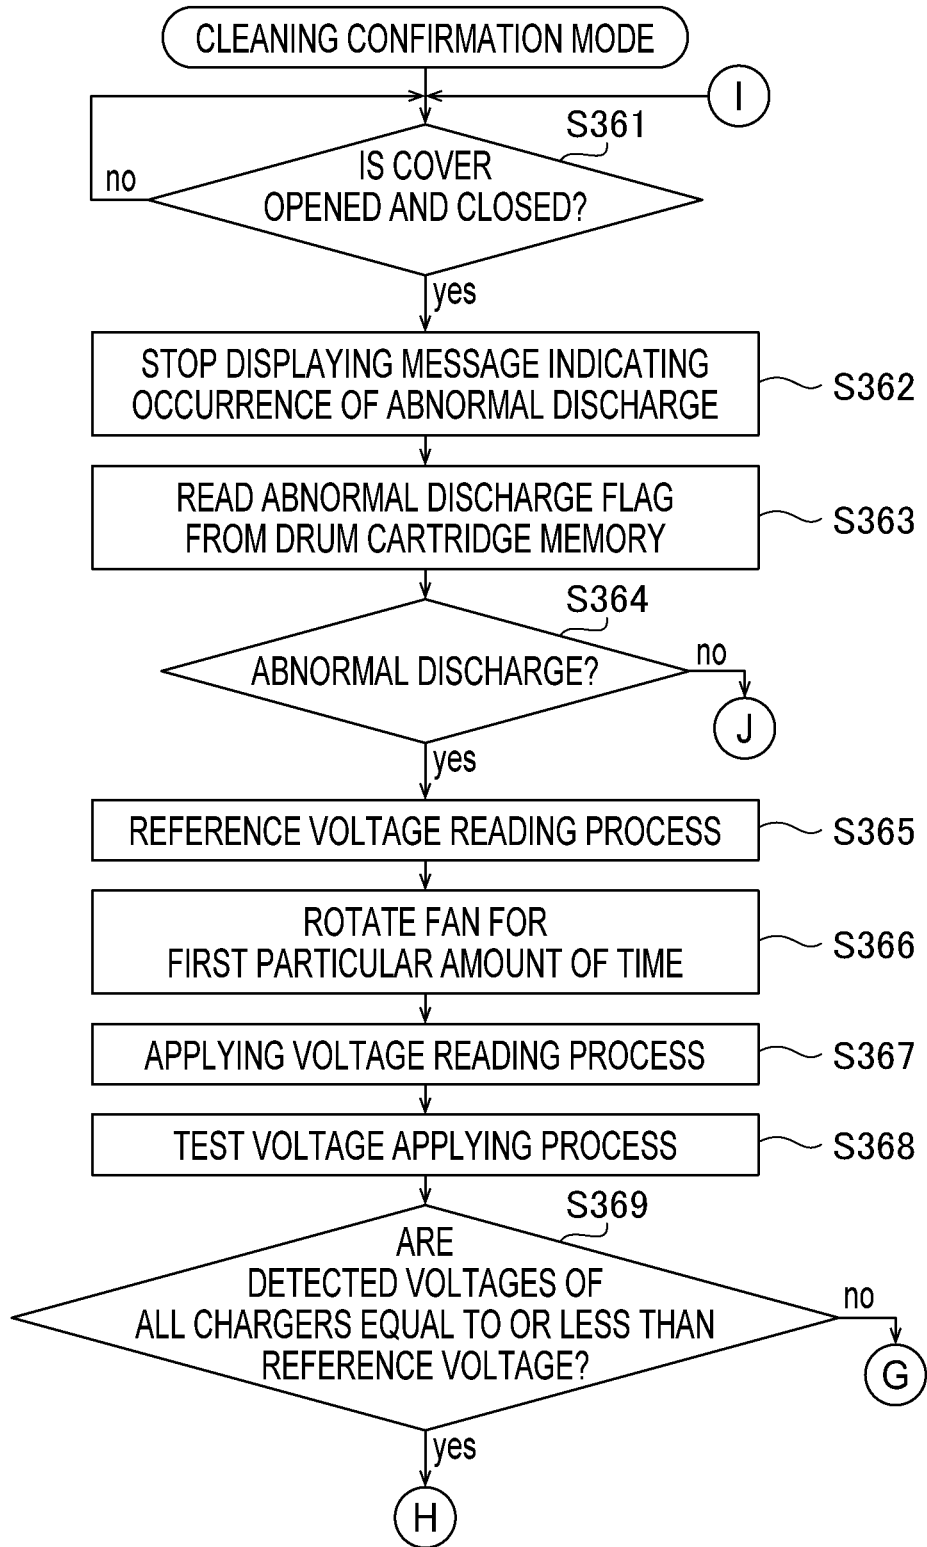 CLEANING CONFIRMATION MODE
I
S361
IS COVER
OPENED AND CLOSED?
no
yes
STOP DISPLAYING MESSAGE INDICATING
OCCURRENCE OF ABNORMAL DISCHARGE
S362
READ ABNORMAL DISCHARGE FLAG
FROM DRUM CARTRIDGE MEMORY
S363
S364
ABNORMAL DISCHARGE?
no
J
yes
REFERENCE VOLTAGE READING PROCESS
S365
ROTATE FAN FOR
FIRST PARTICULAR AMOUNT OF TIME
S366
APPLYING VOLTAGE READING PROCESS
S367
TEST VOLTAGE APPLYING PROCESS
S368
S369
ARE
DETECTED VOLTAGES OF
ALL CHARGERS EQUAL TO OR LESS THAN
REFERENCE VOLTAGE?
no
G
yes
H